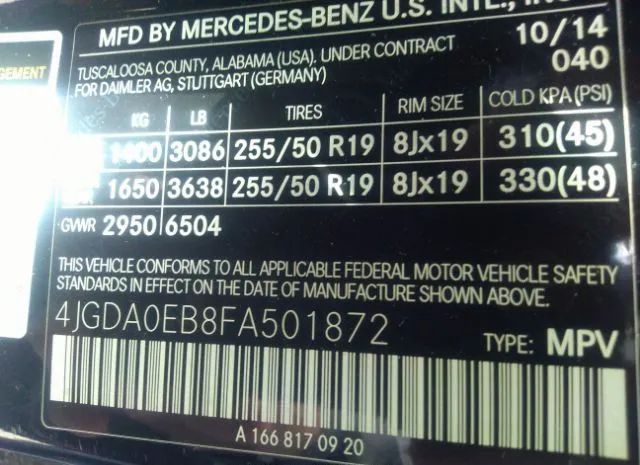 MFD BY MERCEDES-BENZ U.S. INTL., INC
10/14
TUSCALOOSA COUNTY, ALABAMA (USA). UNDER CONTRACT
040
FOR DAIMLER AG, STUTTGART (GERMANY)
GEMENT
KG LB TIRES RIM SIZE COLD KPA(PSI)
1400 3086 255/50 R19 8Jx19 310(45)
1650 3638 255/50 R19 8Jx19 330(48)
GVWR 2950 6504
THIS VEHICLE CONFORMS TO ALL APPLICABLE FEDERAL MOTOR VEHICLE SAFETY
STANDARDS IN EFFECT ON THE DATE OF MANUFACTURE SHOWN ABOVE.
4JGDA0EB8FA501872
TYPE: MPV
A 166 817 09 20